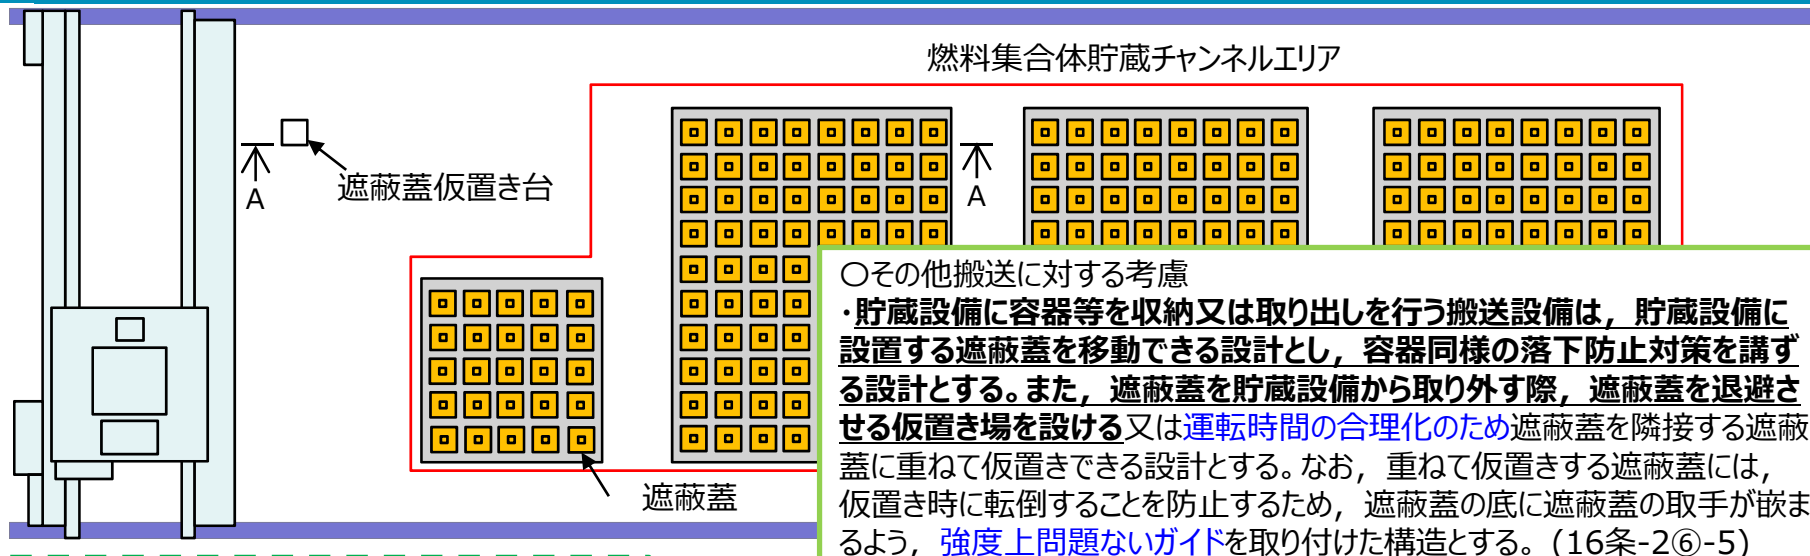 燃料集合体貯蔵チャンネルエリア
A
遮蔽蓋仮置き台
A
遮蔽蓋
〇その他搬送に対する考慮
・貯蔵設備に容器等を収納又は取り出しを行う搬送設備は，貯蔵設備に
設置する遮蔽蓋を移動できる設計とし，容器同様の落下防止対策を講ず
る設計とする。また，遮蔽蓋を貯蔵設備から取り外す際，遮蔽蓋を退避さ
せる仮置き場を設ける又は運転時間の合理化のため遮蔽蓋を隣接する遮蔽
蓋に重ねて仮置きできる設計とする。なお，重ねて仮置きする遮蔽蓋には，
仮置き時に転倒することを防止するため，遮蔽蓋の底に遮蔽蓋の取手が嵌ま
るよう，強度上問題ないガイドを取り付けた構造とする。(16条-2⑥-5)